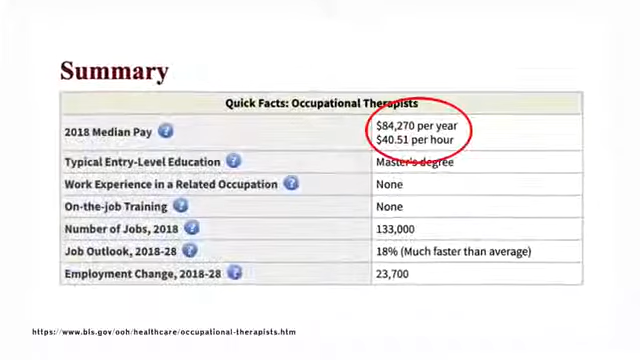 Summary
Quick Facts: Occupational Therapists
2018 Median Pay ? $84,270 per year
$40.51 per hour
Typical Entry-Level Education ? Master's degree
Work Experience in a Related Occupation ? None
On-the-job Training ? None
Number of Jobs, 2018 ? 133,000
Job Outlook, 2018-28 ? 18% (Much faster than average)
Employment Change, 2018-28 ? 23,700
https://www.bls.gov/ooh/healthcare/occupational-therapists.htm